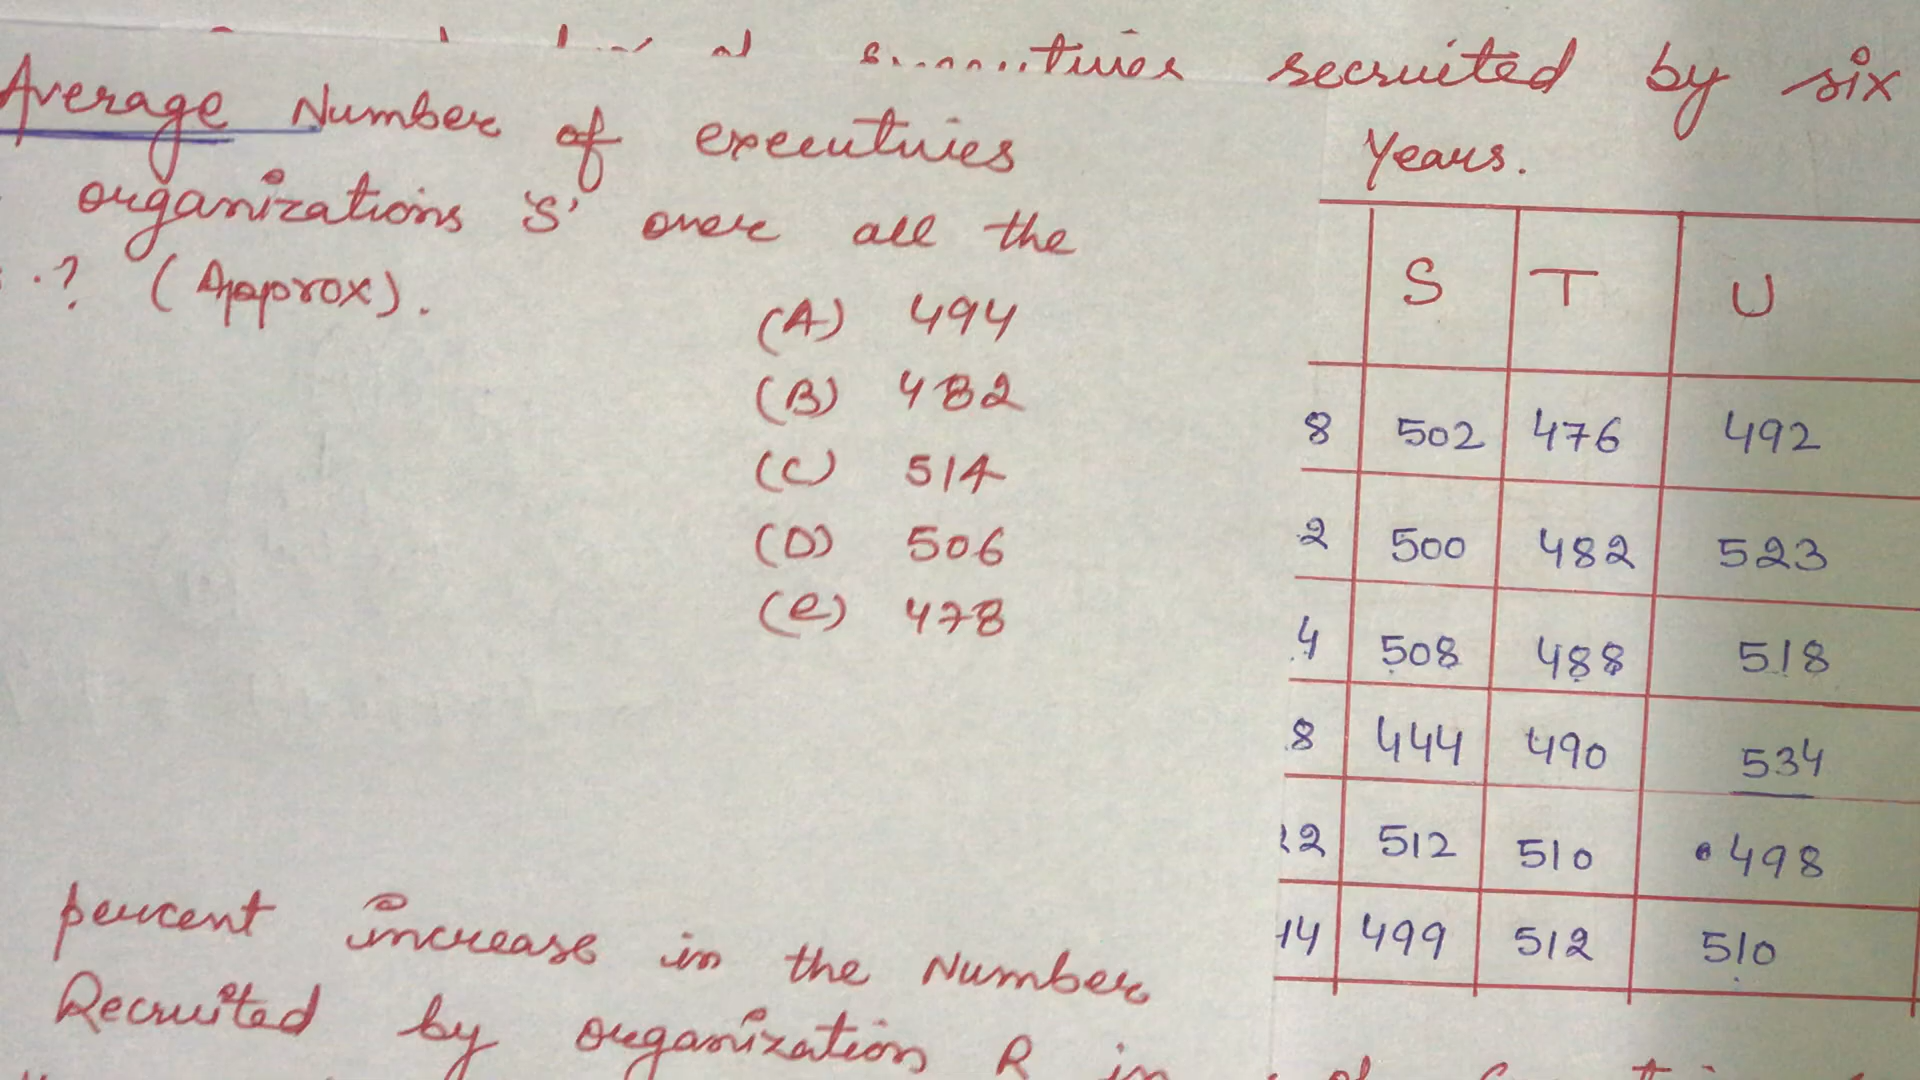 recruited by six
Years.
Average Number of executives
organizations 'S' over all the
.? (Approx).
(A) 494
(B) 482
(C) 514
(D) 506
(e) 478
S T U
8 502 476 492
2 500 482 523
4 508 488 518
8 444 490 534
12 512 510 498
14 499 512 510
percent increase in the Number
Recruited by organization R in